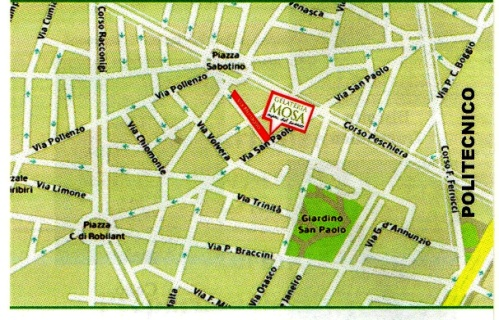 Via Cumia
Corso Racconigi
Venasca
Piazza
Sabotino
Via Pollenzo
Via San Paolo
Via P. C. Boggio
GELATERIA
MOSA
Via Pollenzo
Via Chiomonte
Via Volvera
Via San Paolo
Corso Peschiera
Corso F. Ferrucci
POLITECNICO
Via Limone
Via Trinità
Piazza
C. di Robilant
Giardino
San Paolo
Via G. d'Annunzio
Via P. Braccini
Via Osasco